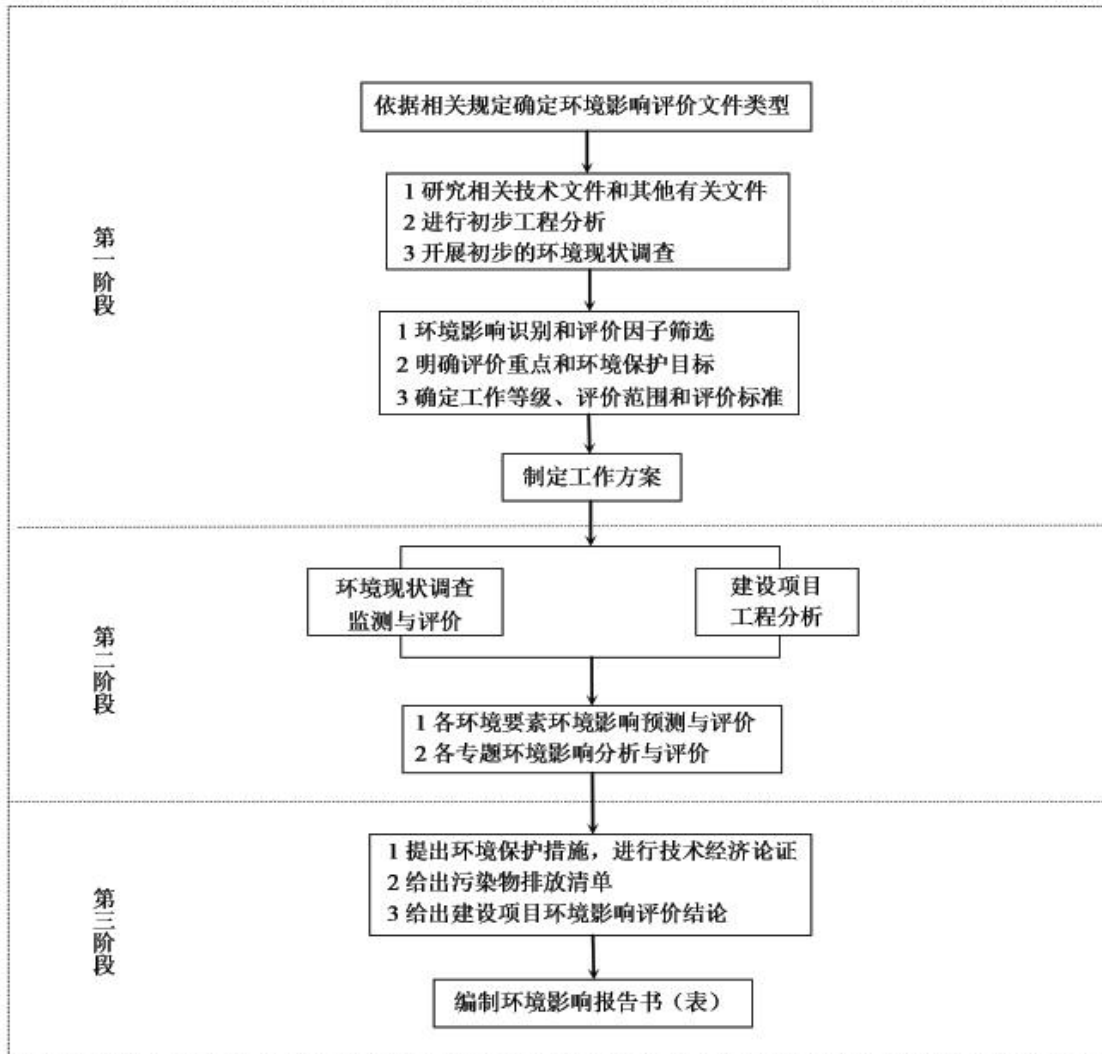 依据相关规定确定环境影响评价文件类型
1 研究相关技术文件和其他有关文件
2 进行初步工程分析
3 开展初步的环境现状调查
第一阶段
1 环境影响识别和评价因子筛选
2 明确评价重点和环境保护目标
3 确定工作等级、评价范围和评价标准
制定工作方案
环境现状调查
监测与评价
建设项目
工程分析
第二阶段
1 各环境要素环境影响预测与评价
2 各专题环境影响分析与评价
1 提出环境保护措施，进行技术经济论证
2 给出污染物排放清单
3 给出建设项目环境影响评价结论
第三阶段
编制环境影响报告书（表）